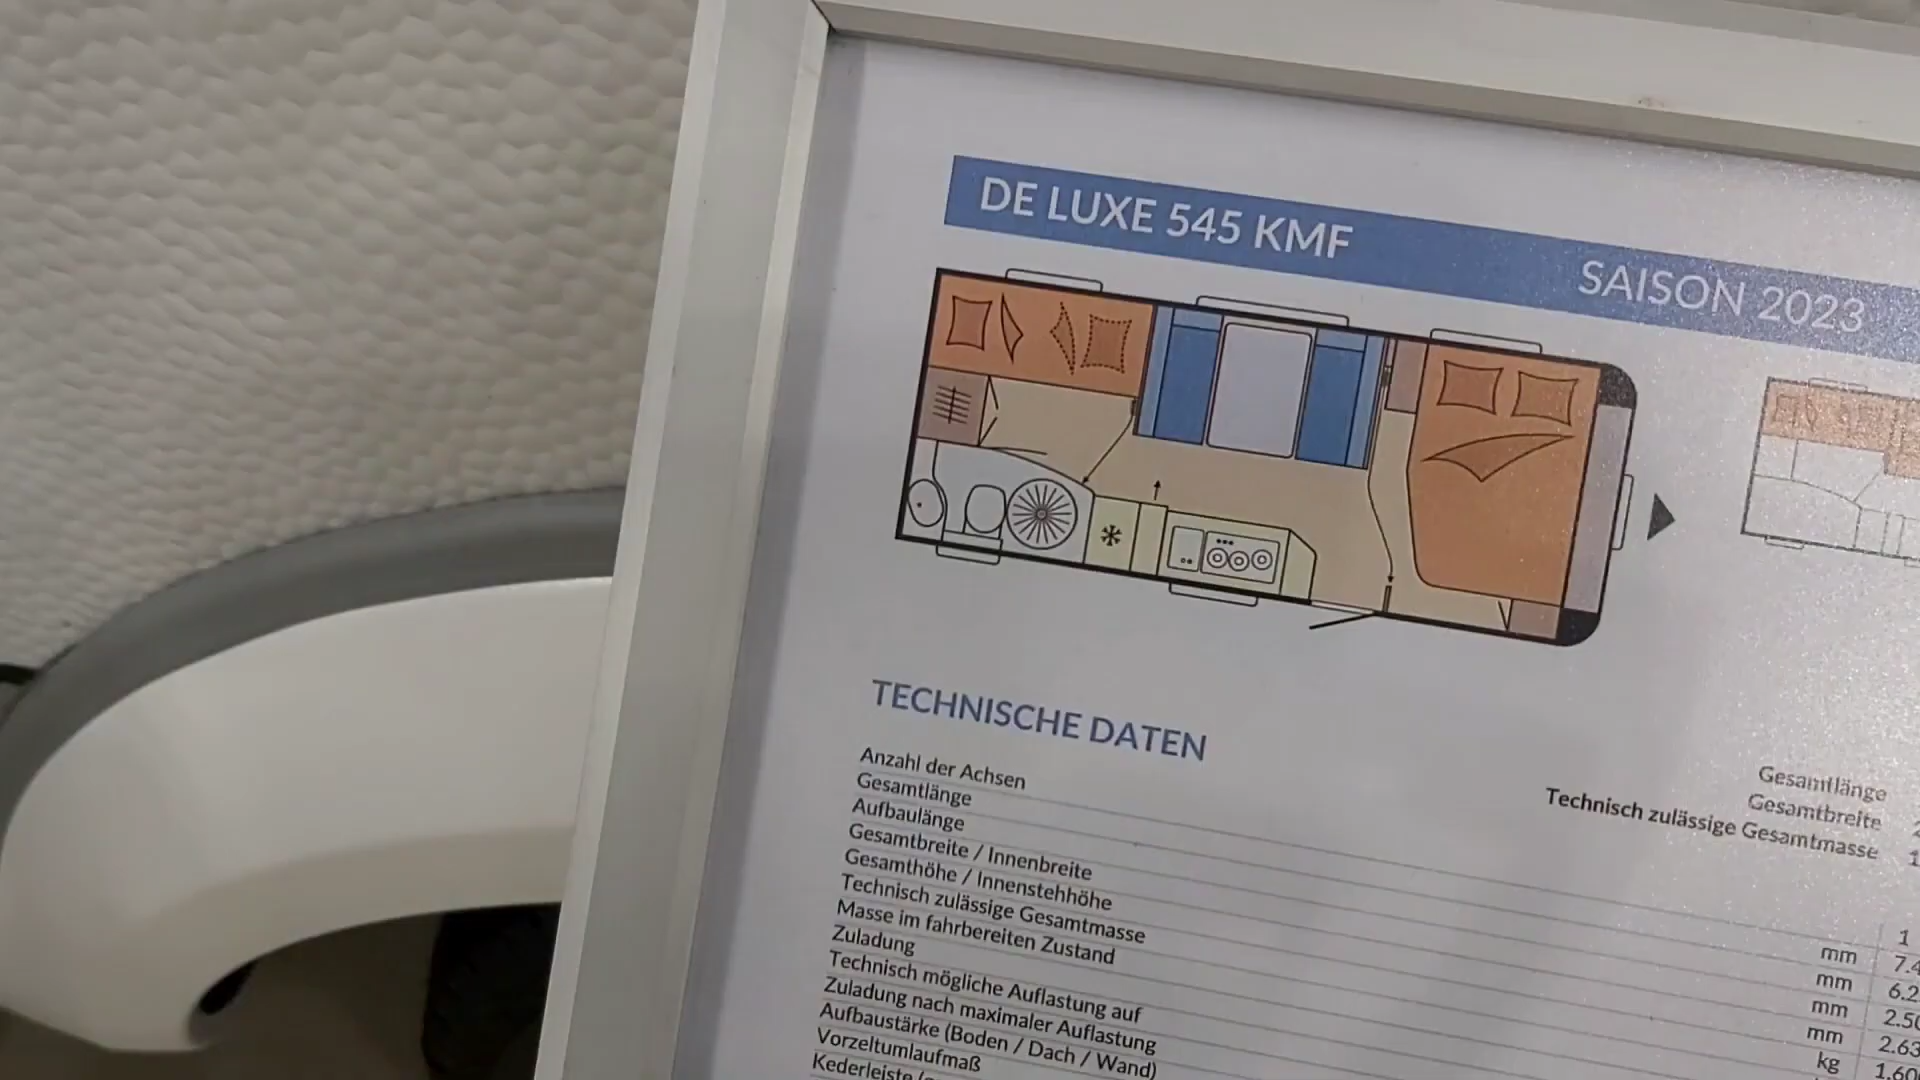 DE LUXE 545 KMF
SAISON 2023
TECHNISCHE DATEN
Gesamtlänge
Gesamtbreite
Technisch zulässige Gesamtmasse
Anzahl der Achsen
1
Gesamtlänge
mm
Aufbaulänge
mm
Gesamtbreite / Innenbreite
mm
Gesamthöhe / Innenstehhöhe
mm
Technisch zulässige Gesamtmasse
kg
Masse im fahrbereiten Zustand
Zuladung
Technisch mögliche Auflastung auf
Zuladung nach maximaler Auflastung
Aufbaustärke (Boden / Dach / Wand)
Vorzeltumlaufmaß
Kederleiste